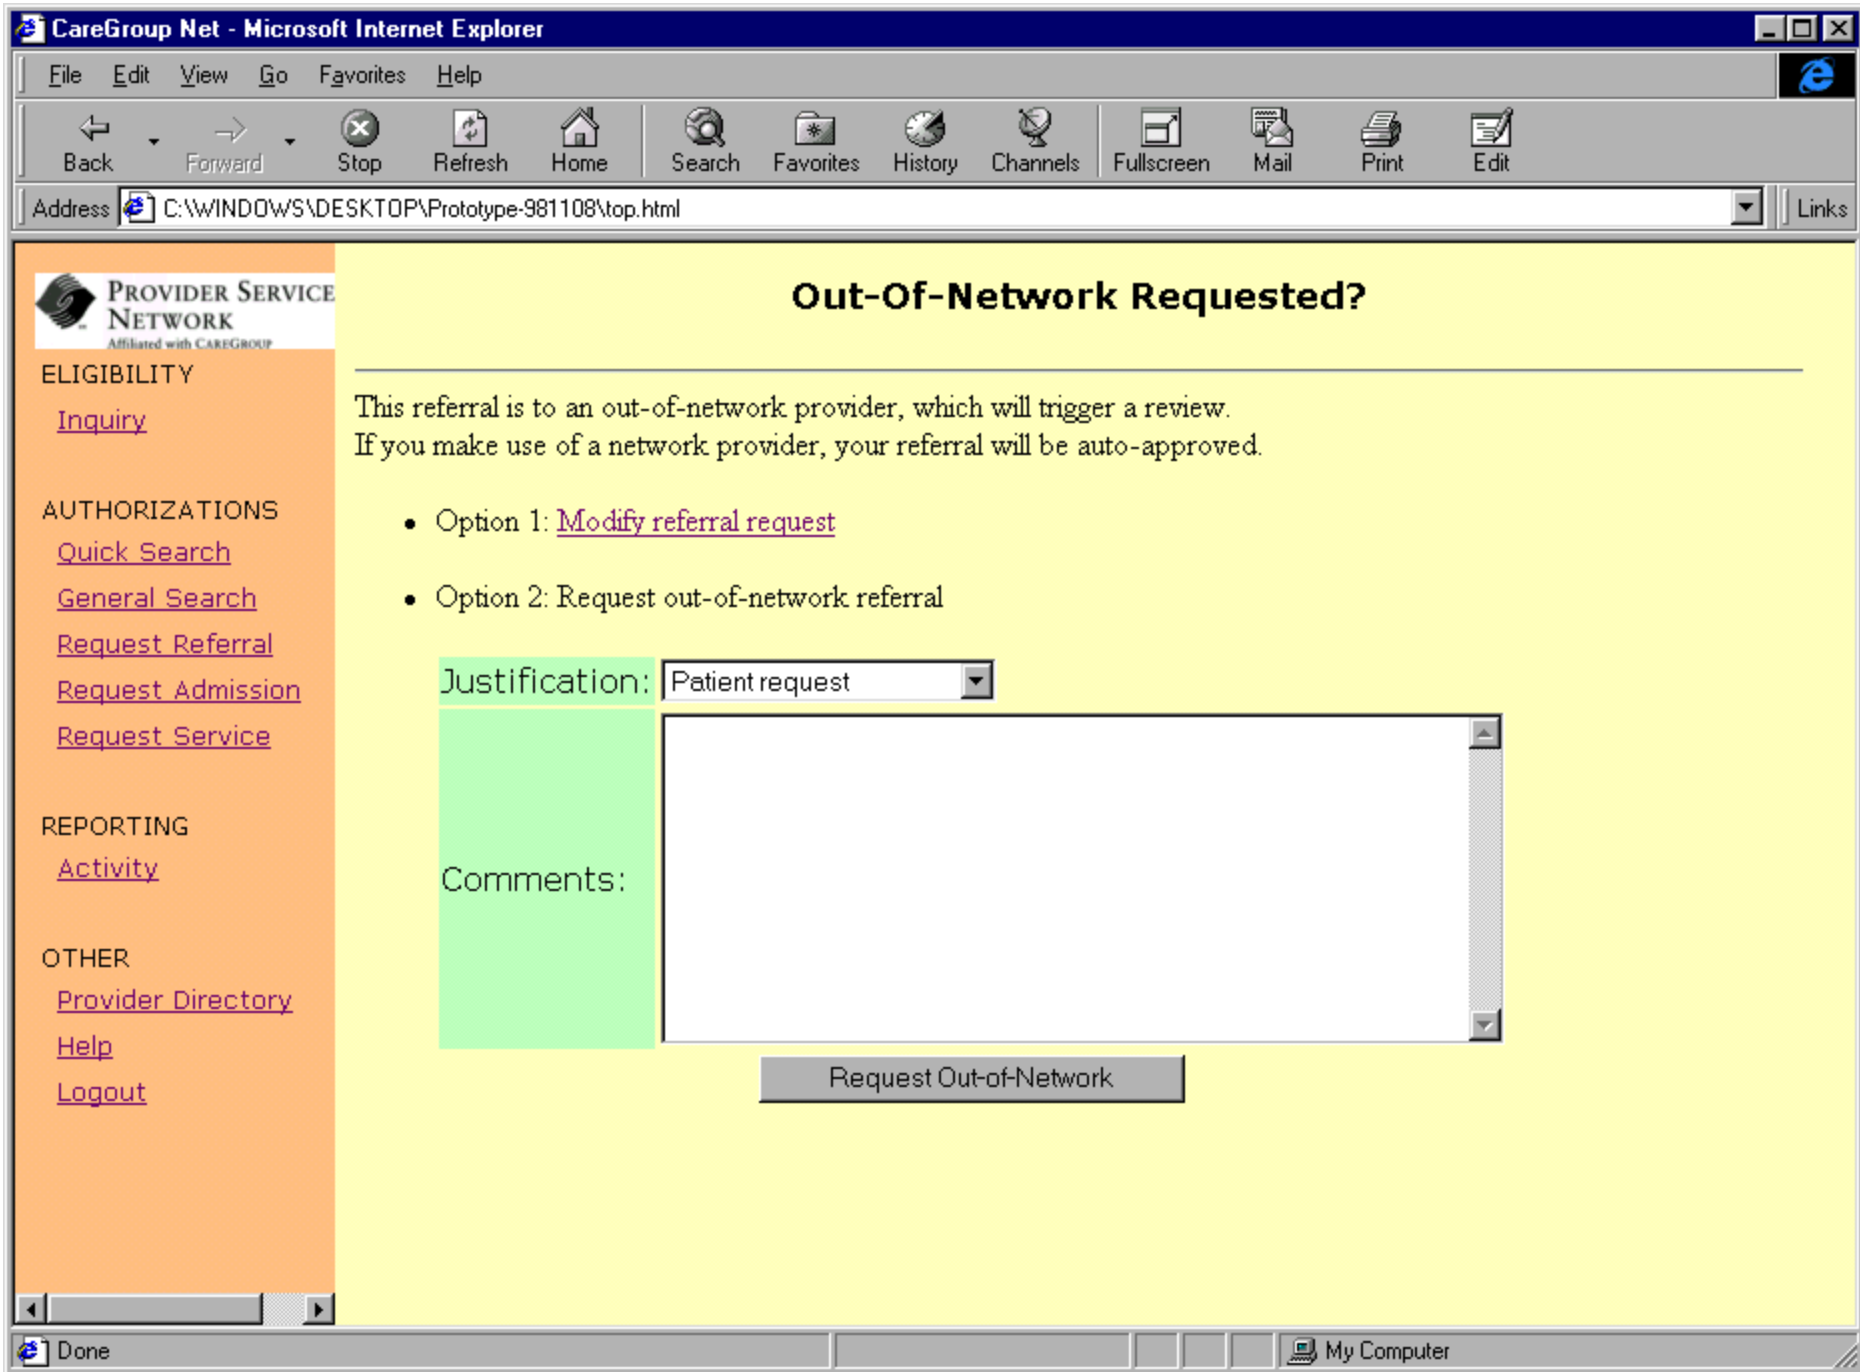 CareGroup Net - Microsoft Internet Explorer
File Edit View Go Favorites Help
Back Forward Stop Refresh Home Search Favorites History Channels Fullscreen Mail Print Edit
Address C:\WINDOWS\DESKTOP\Prototype-981108\top.html Links
PROVIDER SERVICE
NETWORK
Affiliated with CAREGROUP
ELIGIBILITY
Inquiry
AUTHORIZATIONS
Quick Search
General Search
Request Referral
Request Admission
Request Service
REPORTING
Activity
OTHER
Provider Directory
Help
Logout
Out-Of-Network Requested?
This referral is to an out-of-network provider, which will trigger a review.
If you make use of a network provider, your referral will be auto-approved.
• Option 1: Modify referral request
• Option 2: Request out-of-network referral
Justification: Patient request
Comments:
Request Out-of-Network
Done My Computer